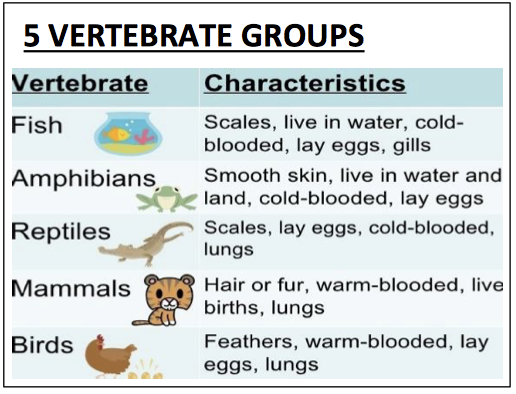 5 VERTEBRATE GROUPS
Vertebrate Characteristics
Fish
Scales, live in water, cold-
blooded, lay eggs, gills
Amphibians
Smooth skin, live in water and
land, cold-blooded, lay eggs
Reptiles
Scales, lay eggs, cold-blooded,
lungs
Mammals
Hair or fur, warm-blooded, live
births, lungs
Birds
Feathers, warm-blooded, lay
eggs, lungs